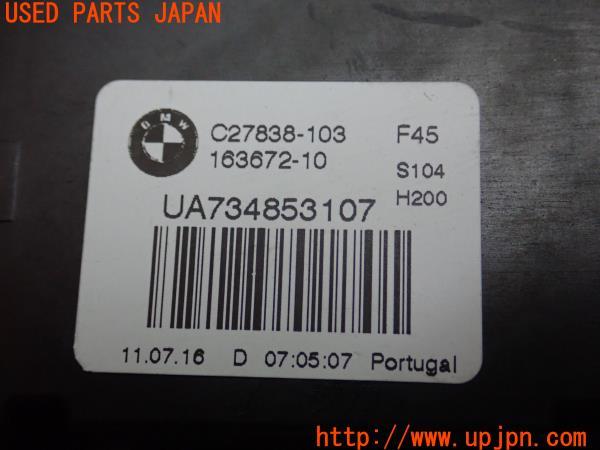 USED PARTS JAPAN
BMW
C27838-103 F45
163672-10 S104
UA734853107 H200
11.07.16 D 07:05:07 Portugal
http://www.upjpn.com